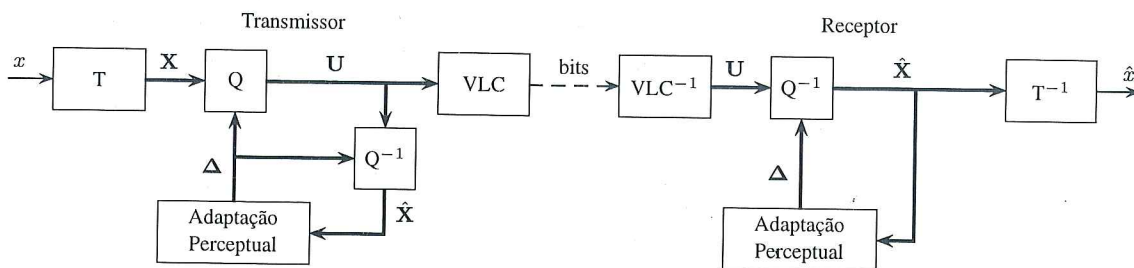 Transmissor
Receptor
x
T
X
Q
U
VLC
bits
VLC⁻¹
U
Q⁻¹
X̂
T⁻¹
x̂
Δ
Q⁻¹
X̂
Adaptação
Perceptual
Δ
Adaptação
Perceptual